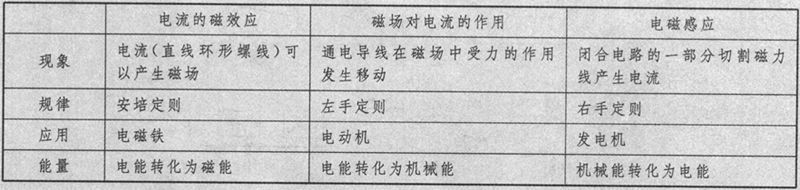 电流的磁效应 磁场对电流的作用 电磁感应
现象 电流(直线环形螺线)可以产生磁场 通电导线在磁场中受力的作用发生移动 闭合电路的一部分切割磁力线产生电流
规律 安培定则 左手定则 右手定则
应用 电磁铁 电动机 发电机
能量 电能转化为磁能 电能转化为机械能 机械能转化为电能